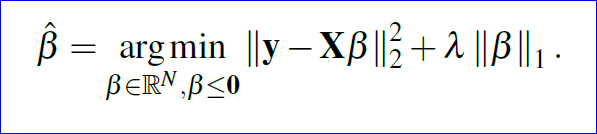 β̂ = arg min ‖y − Xβ‖₂² + λ ‖β‖₁ .
β∈ℝᴺ,β≤0